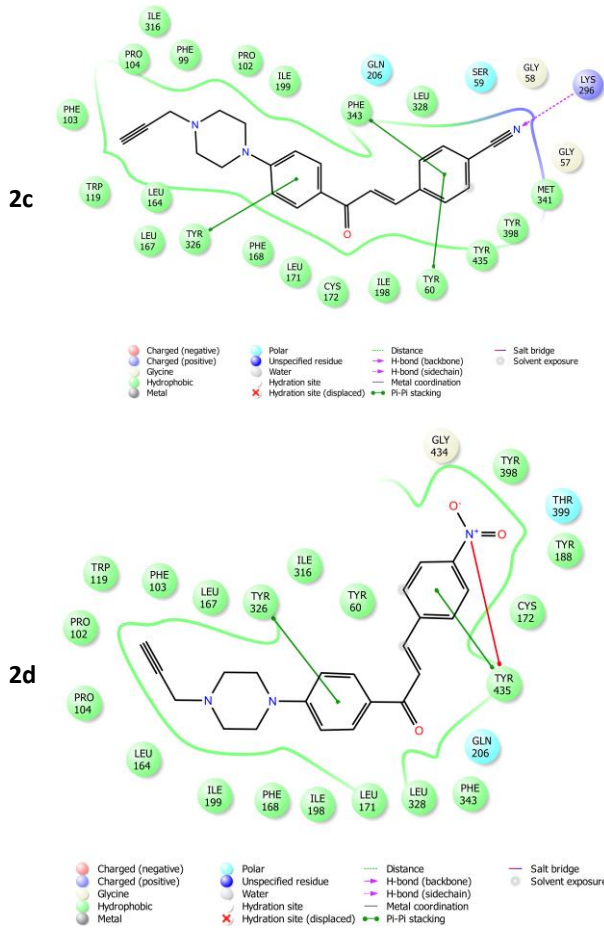 ILE 316
PRO 104
PHE 99
PRO 102
ILE 199
GLN 206
SER 59
GLY 58
LYS 296
PHE 103
PHE 343
LEU 328
N
N
N
GLY 57
2c
TRP 119
LEU 164
MET 341
LEU 167
TYR 326
PHE 168
LEU 171
CYS 172
O
ILE 198
TYR 60
TYR 435
TYR 398
Charged (negative)
Charged (positive)
Glycine
Hydrophobic
Metal
Polar
Unspecified residue
Water
Hydration site
Hydration site (displaced)
Distance
H-bond (backbone)
H-bond (sidechain)
Metal coordination
Pi-Pi stacking
Salt bridge
Solvent exposure
GLY 434
TYR 398
THR 399
TYR 188
O-
N+
O
TRP 119
PHE 103
LEU 167
TYR 326
ILE 316
TYR 60
CYS 172
PRO 102
2d
TYR 435
PRO 104
N
N
O
GLN 206
LEU 164
ILE 199
PHE 168
ILE 198
LEU 171
LEU 328
PHE 343
Charged (negative)
Charged (positive)
Glycine
Hydrophobic
Metal
Polar
Unspecified residue
Water
Hydration site
Hydration site (displaced)
Distance
H-bond (backbone)
H-bond (sidechain)
Metal coordination
Pi-Pi stacking
Salt bridge
Solvent exposure